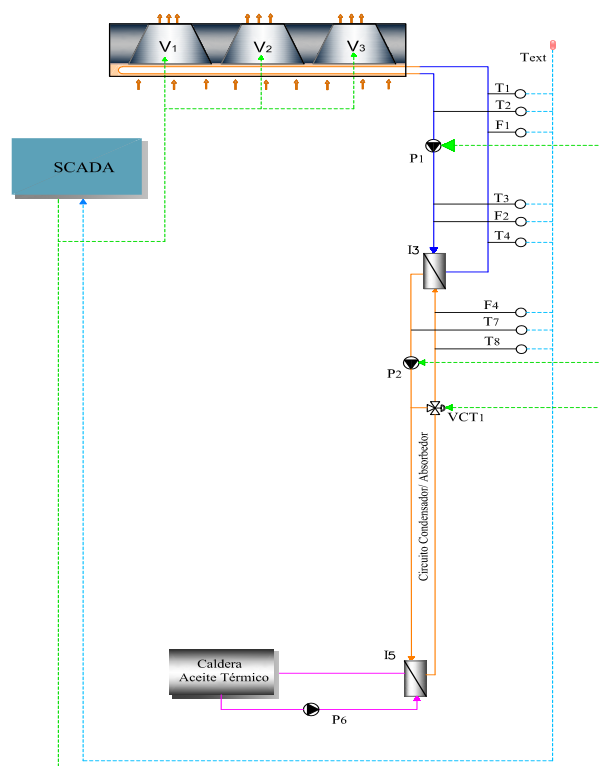 V1
V2
V3
Text
T1
T2
F1
P1
SCADA
T3
F2
T4
I3
F4
T7
T8
P2
VCT1
Circuito Condensador/ Absorbedor
I5
Caldera
Aceite Térmico
P6